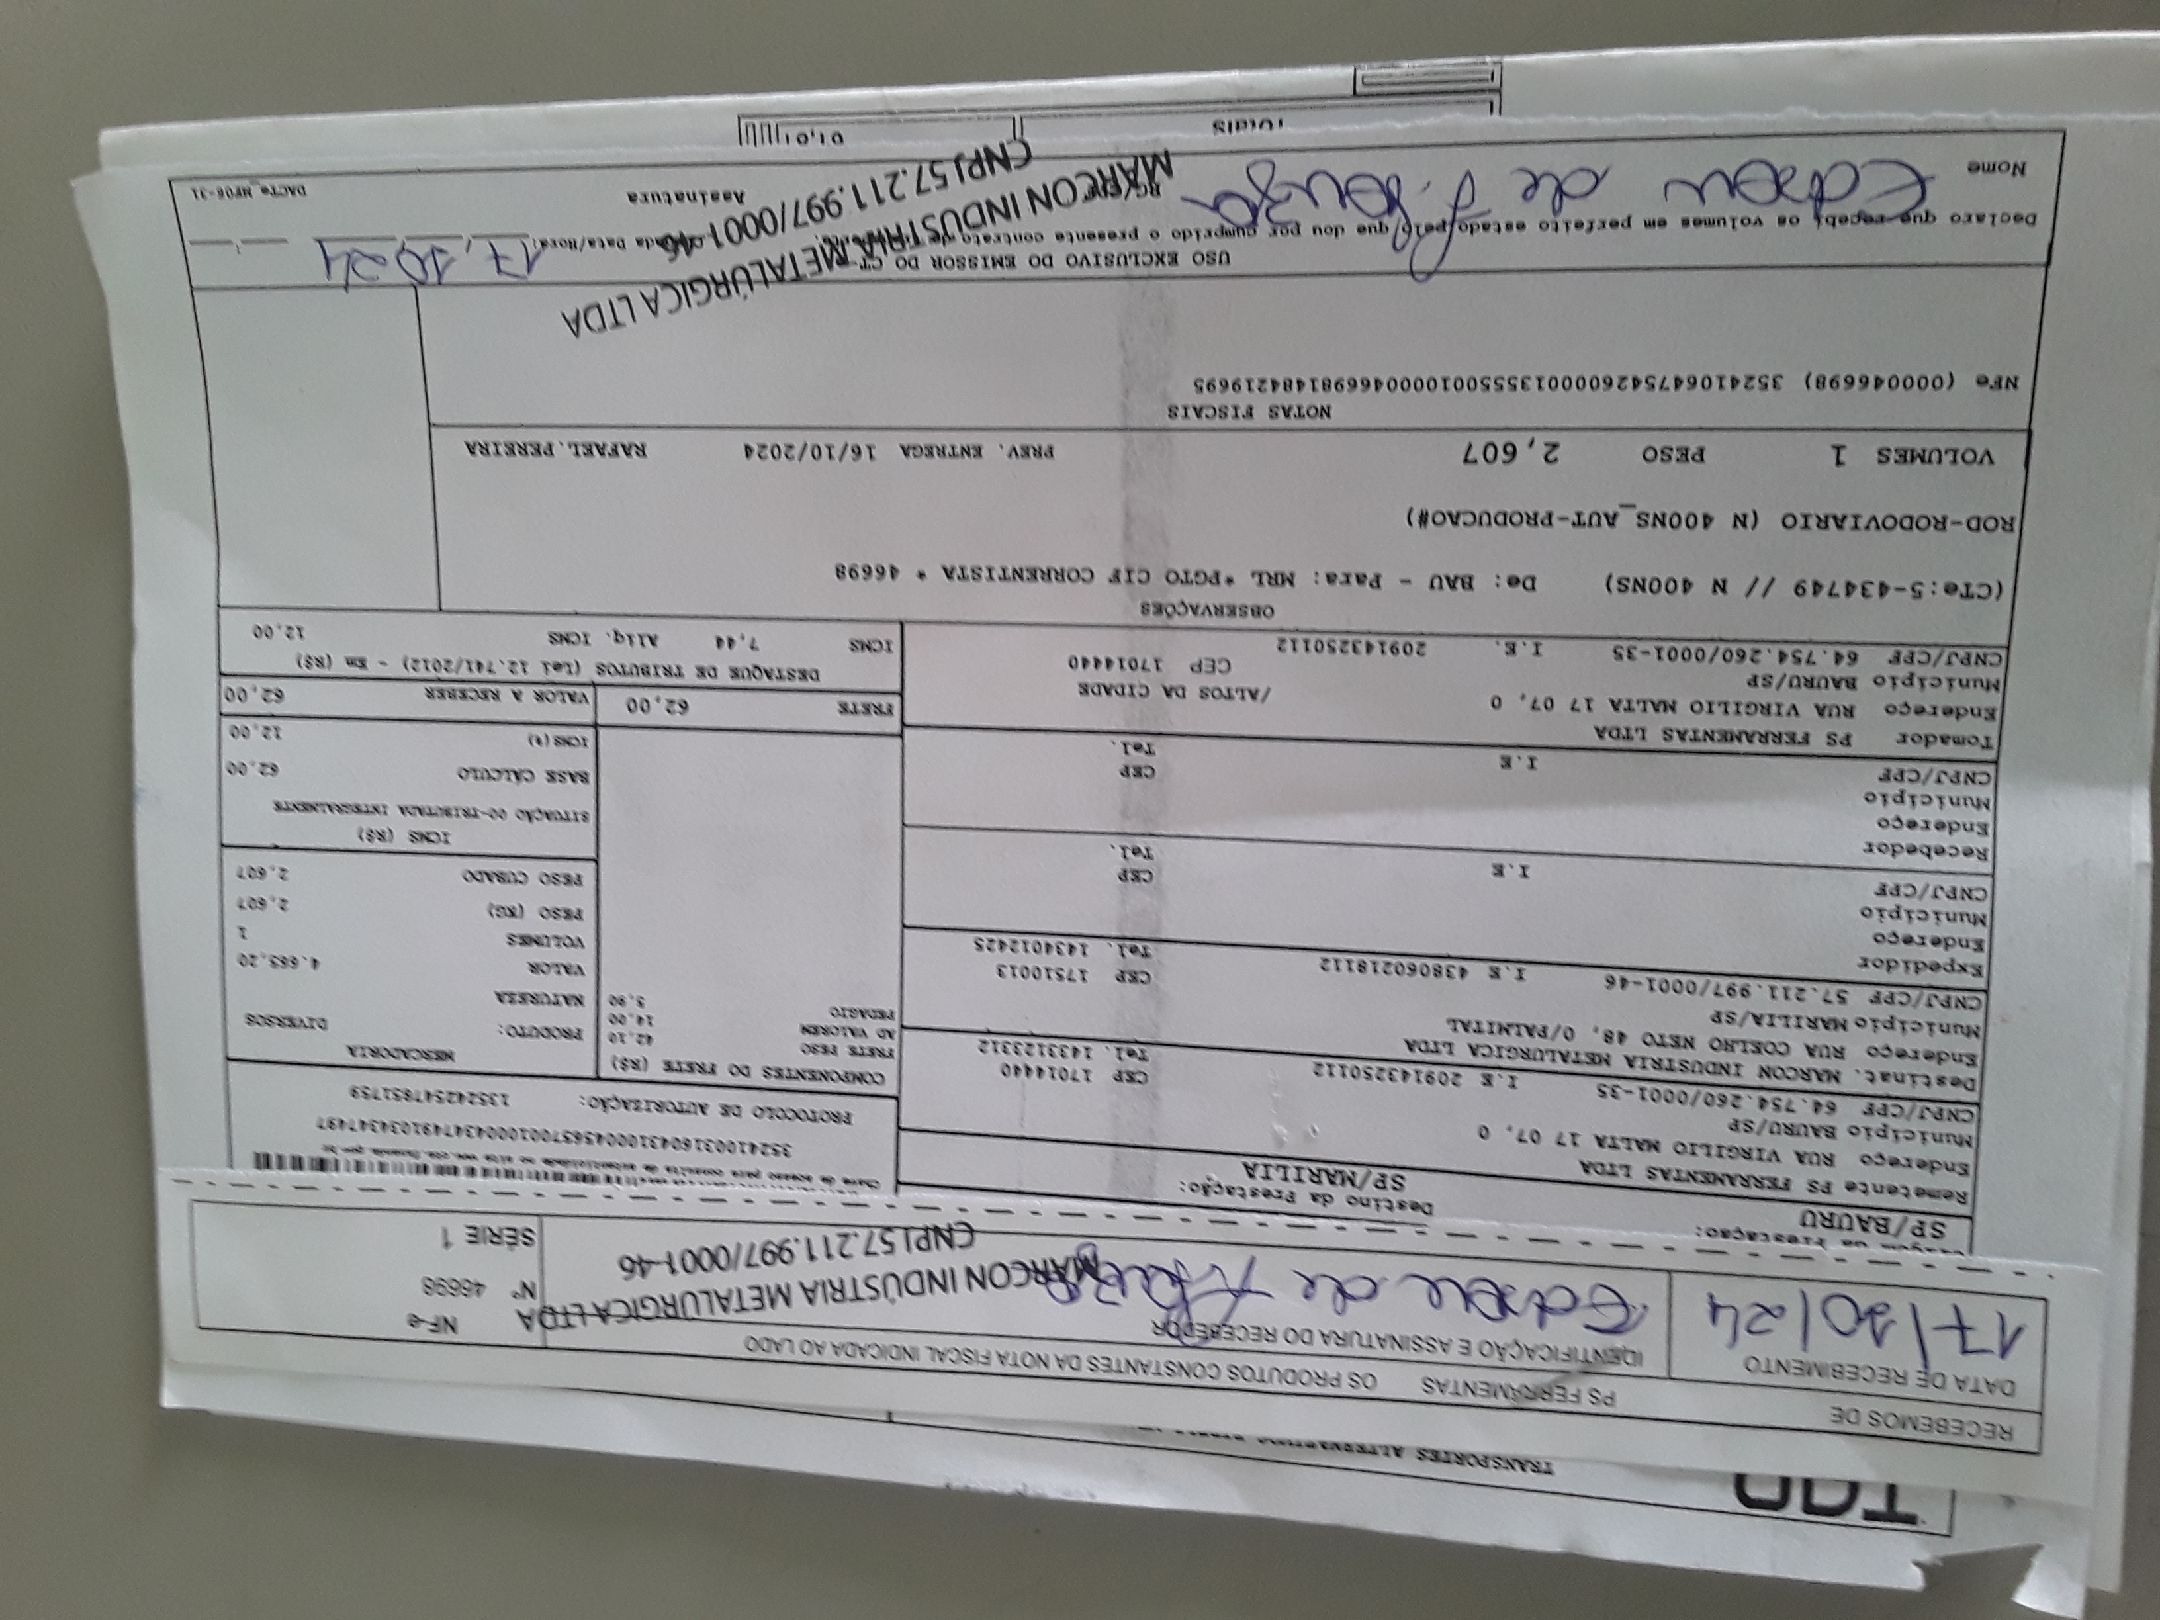 TRANSPORTES
RECEBEMOS DE PS FERRAMENTAS OS PRODUTOS CONSTANTES DA NOTA FISCAL INDICADA AO LADO
DATA DE RECEBIMENTO
17/10/24
IDENTIFICAÇÃO E ASSINATURA DO RECEBEDOR
MARCON INDÚSTRIA METALÚRGICA LTDA
CNPJ 57.211.997/0001-46
NF-e
Nº 46698
SÉRIE 1
SP/BAURU
Destino da Prestação:
SP/MARILIA
Remetente PS FERRAMENTAS LTDA
Endereço RUA VIRGILIO MALTA 17 07, 0
Município BAURU/SP CEP 17014440
CNPJ/CPF 64.754.260/0001-35 I.E 209143250112 Tel. 1433123312
Destinat. MARCON INDUSTRIA METALURGICA LTDA
Endereço RUA COELHO NETO 48, 0/PALMITAL
Município MARILIA/SP CEP 17510013
CNPJ/CPF 57.211.997/0001-46 I.E 438060218112 Tel. 1434012425
Expedidor
Endereço
Município CEP
CNPJ/CPF I.E Tel.
Recebedor
Endereço
Município CEP
CNPJ/CPF I.E Tel.
Tomador PS FERRAMENTAS LTDA
Endereço RUA VIRGILIO MALTA 17 07, 0 /ALTOS DA CIDADE
Município BAURU/SP CEP 17014440
CNPJ/CPF 64.754.260/0001-35 I.E. 209143250112
PROTOCOLO DE AUTORIZAÇÃO: 135242547851759
COMPONENTES DO FRETE (R$)
FRETE PESO 42,10
AD VALOREM 14,00
PEDAGIO 5,90
FRETE 62,00
MERCADORIA
PRODUTO: DIVERSOS
NATUREZA
VALOR 4.665,20
VOLUMES 1
PESO (KG) 2,607
PESO CUBADO 2,607
ICMS (R$)
SITUAÇÃO 00-TRIBUTADA INTEGRALMENTE
BASE CÁLCULO 62,00
ICMS(%) 12,00
VALOR A RECEBER 62,00
DESTAQUE DE TRIBUTOS (Lei 12.741/2012) - Em (R$)
ICMS 7,44 Aliq. ICMS 12,00
OBSERVAÇÕES
(CTe:5-434749 // N 400NS) De: BAU - Para: MRL *PGTO CIF CORRENTISTA * 46698
ROD-RODOVIARIO (N 400NS_AUT-PRODUCAO#)
VOLUMES 1 PESO 2,607 PREV. ENTREGA 16/10/2024 RAFAEL.PEREIRA
NOTAS FISCAIS
NFe (000046698)
USO EXCLUSIVO DO EMISSOR DO CT
Declaro que recebi os volumes em perfeito estado pelo que dou por cumprido o presente contrato de
Data/Hora: 17,10,24
Nome
Assinatura
MARCON INDÚSTRIA METALÚRGICA LTDA
CNPJ 57.211.997/0001-46
Totais